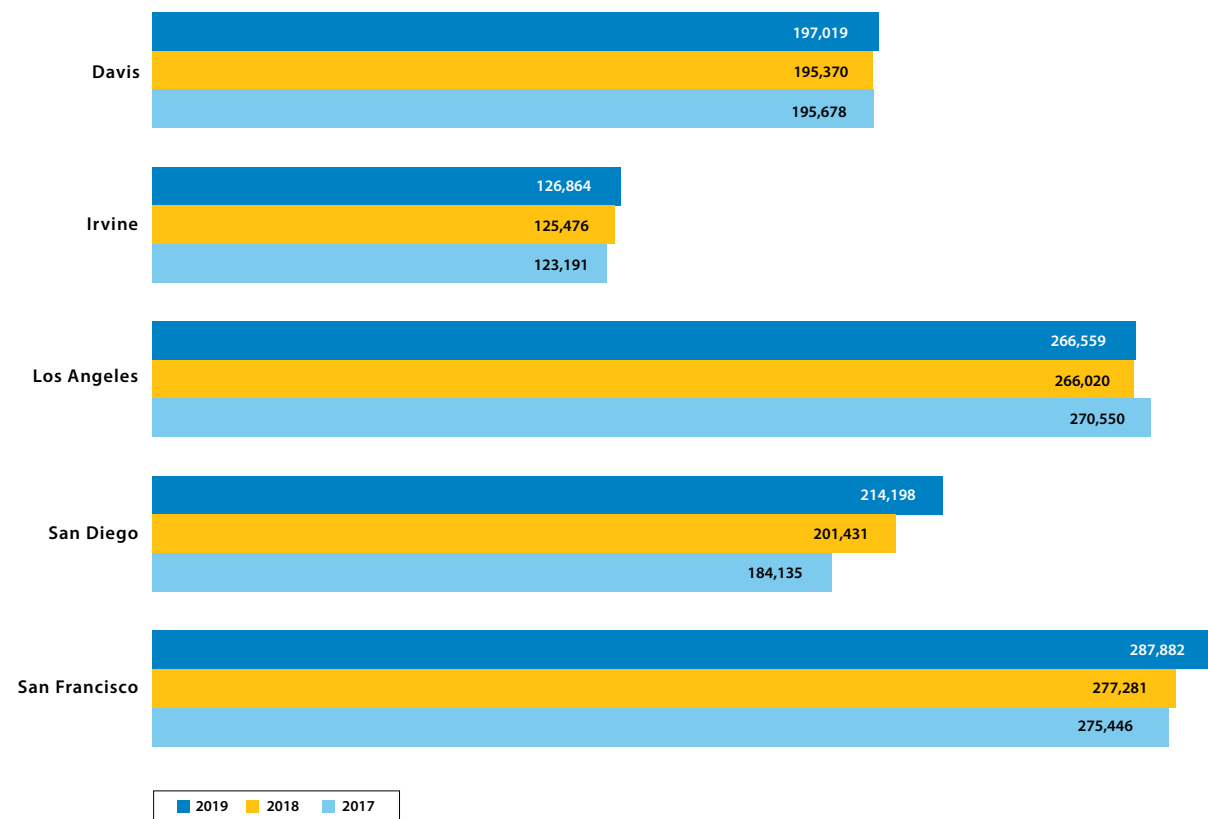 197,019
Davis
195,370
195,678
126,864
Irvine
125,476
123,191
266,559
Los Angeles
266,020
270,550
214,198
San Diego
201,431
184,135
287,882
San Francisco
277,281
275,446
2019 2018 2017